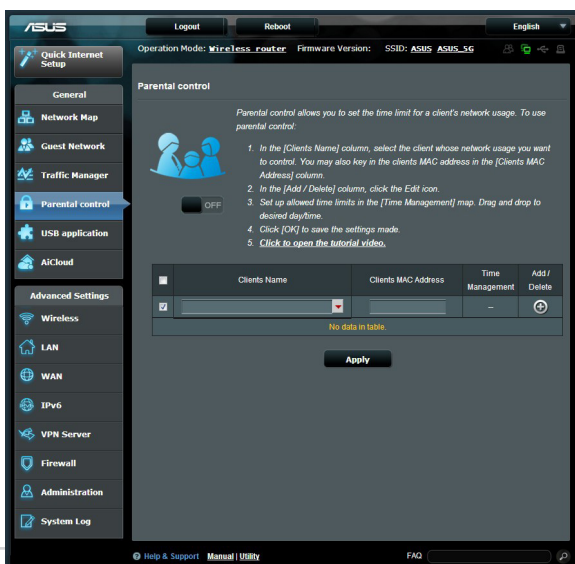 ASUS
Logout
Reboot
English
Quick Internet
Setup
Operation Mode: Wireless router Firmware Version: SSID: ASUS ASUS_5G
General
Network Map
Guest Network
Traffic Manager
Parental control
USB application
AiCloud
Advanced Settings
Wireless
LAN
WAN
IPv6
VPN Server
Firewall
Administration
System Log
Parental control
Parental control allows you to set the time limit for a client's network usage. To use
parental control:
1. In the [Clients Name] column, select the client whose network usage you want
to control. You may also key in the clients MAC address in the [Clients MAC
Address] column.
2. In the [Add / Delete] column, click the Edit icon.
3. Set up allowed time limits in the [Time Management] map. Drag and drop to
desired day/time.
4. Click [OK] to save the settings made.
5. Click to open the tutorial video.
OFF
Clients Name
Clients MAC Address
Time
Management
Add /
Delete
--
No data in table.
Apply
Help & Support Manual | Utility
FAQ